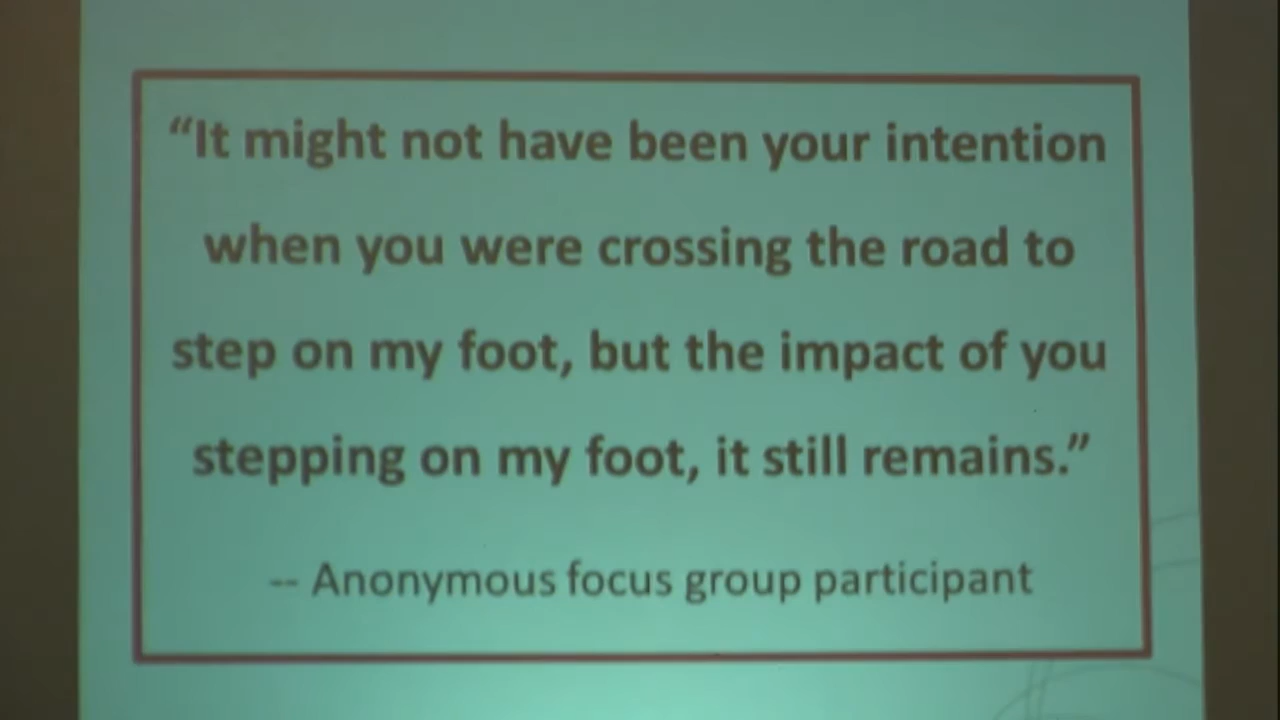 “It might not have been your intention
when you were crossing the road to
step on my foot, but the impact of you
stepping on my foot, it still remains.”
-- Anonymous focus group participant